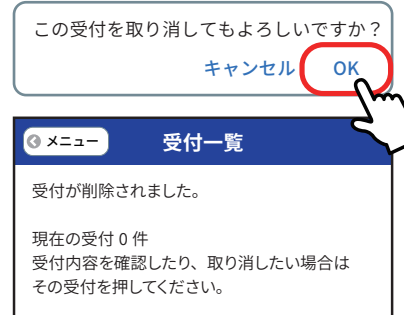 この受付を取り消してもよろしいですか？
キャンセル OK
メニュー 受付一覧
受付が削除されました。
現在の受付 0 件
受付内容を確認したり、取り消したい場合は
その受付を押してください。